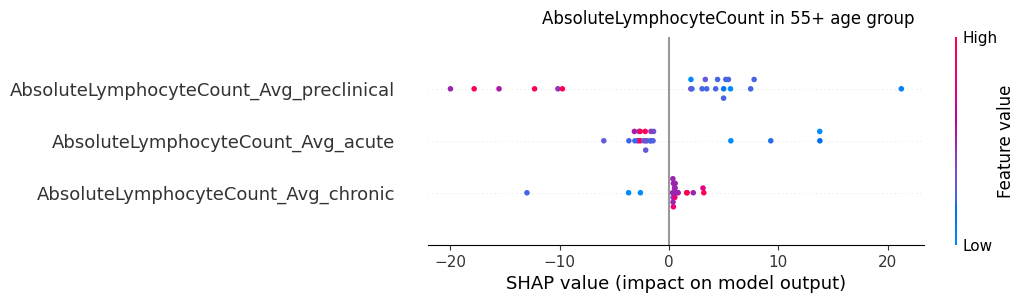 AbsoluteLymphocyteCount in 55+ age group
High
AbsoluteLymphocyteCount_Avg_preclinical
AbsoluteLymphocyteCount_Avg_acute
AbsoluteLymphocyteCount_Avg_chronic
Feature value
Low
−20 −10 0 10 20
SHAP value (impact on model output)